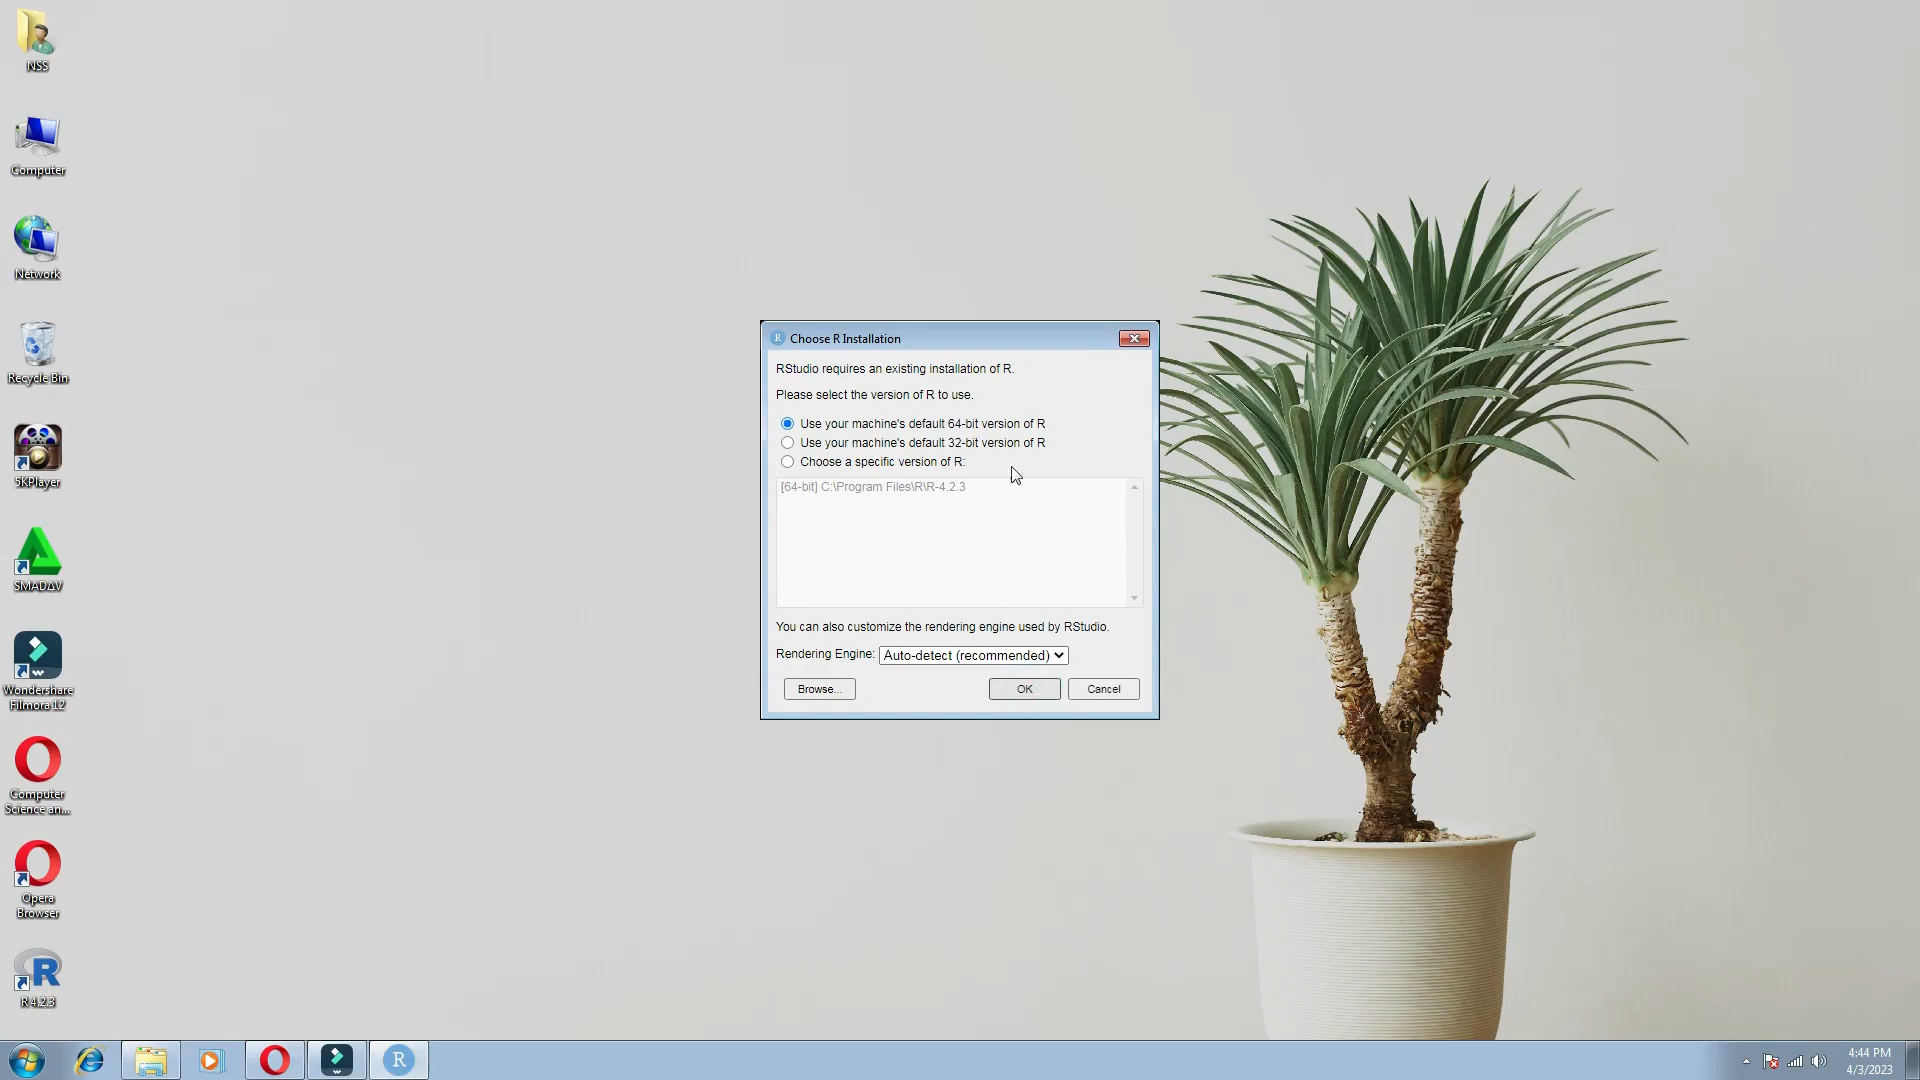 NSS
Computer
Network
Recycle Bin
5KPlayer
SMADΔV
Wondershare
Filmora 12
Computer
Science an...
Opera
Browser
R 4.2.3
R Choose R Installation
RStudio requires an existing installation of R.
Please select the version of R to use.
Use your machine's default 64-bit version of R
Use your machine's default 32-bit version of R
Choose a specific version of R:
[64-bit] C:\Program Files\R\R-4.2.3
You can also customize the rendering engine used by RStudio.
Rendering Engine: Auto-detect (recommended)
Browse... OK Cancel
R
4:44 PM
4/3/2023